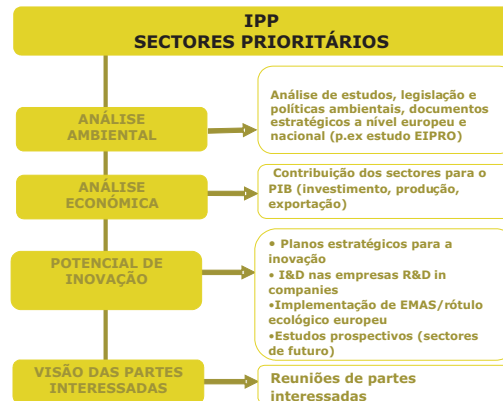 IPP
SECTORES PRIORITÁRIOS
ANÁLISE
AMBIENTAL
Análise de estudos, legislação e
políticas ambientais, documentos
estratégicos a nível europeu e
nacional (p.ex estudo EIPRO)
ANÁLISE
ECONÓMICA
Contribuição dos sectores para o
PIB (investimento, produção,
exportação)
POTENCIAL DE
INOVAÇÃO
• Planos estratégicos para a
inovação
• I&D nas empresas R&D in
companies
•Implementação de EMAS/rótulo
ecológico europeu
•Estudos prospectivos (sectores
de futuro)
VISÃO DAS PARTES
INTERESSADAS
Reuniões de partes
interessadas